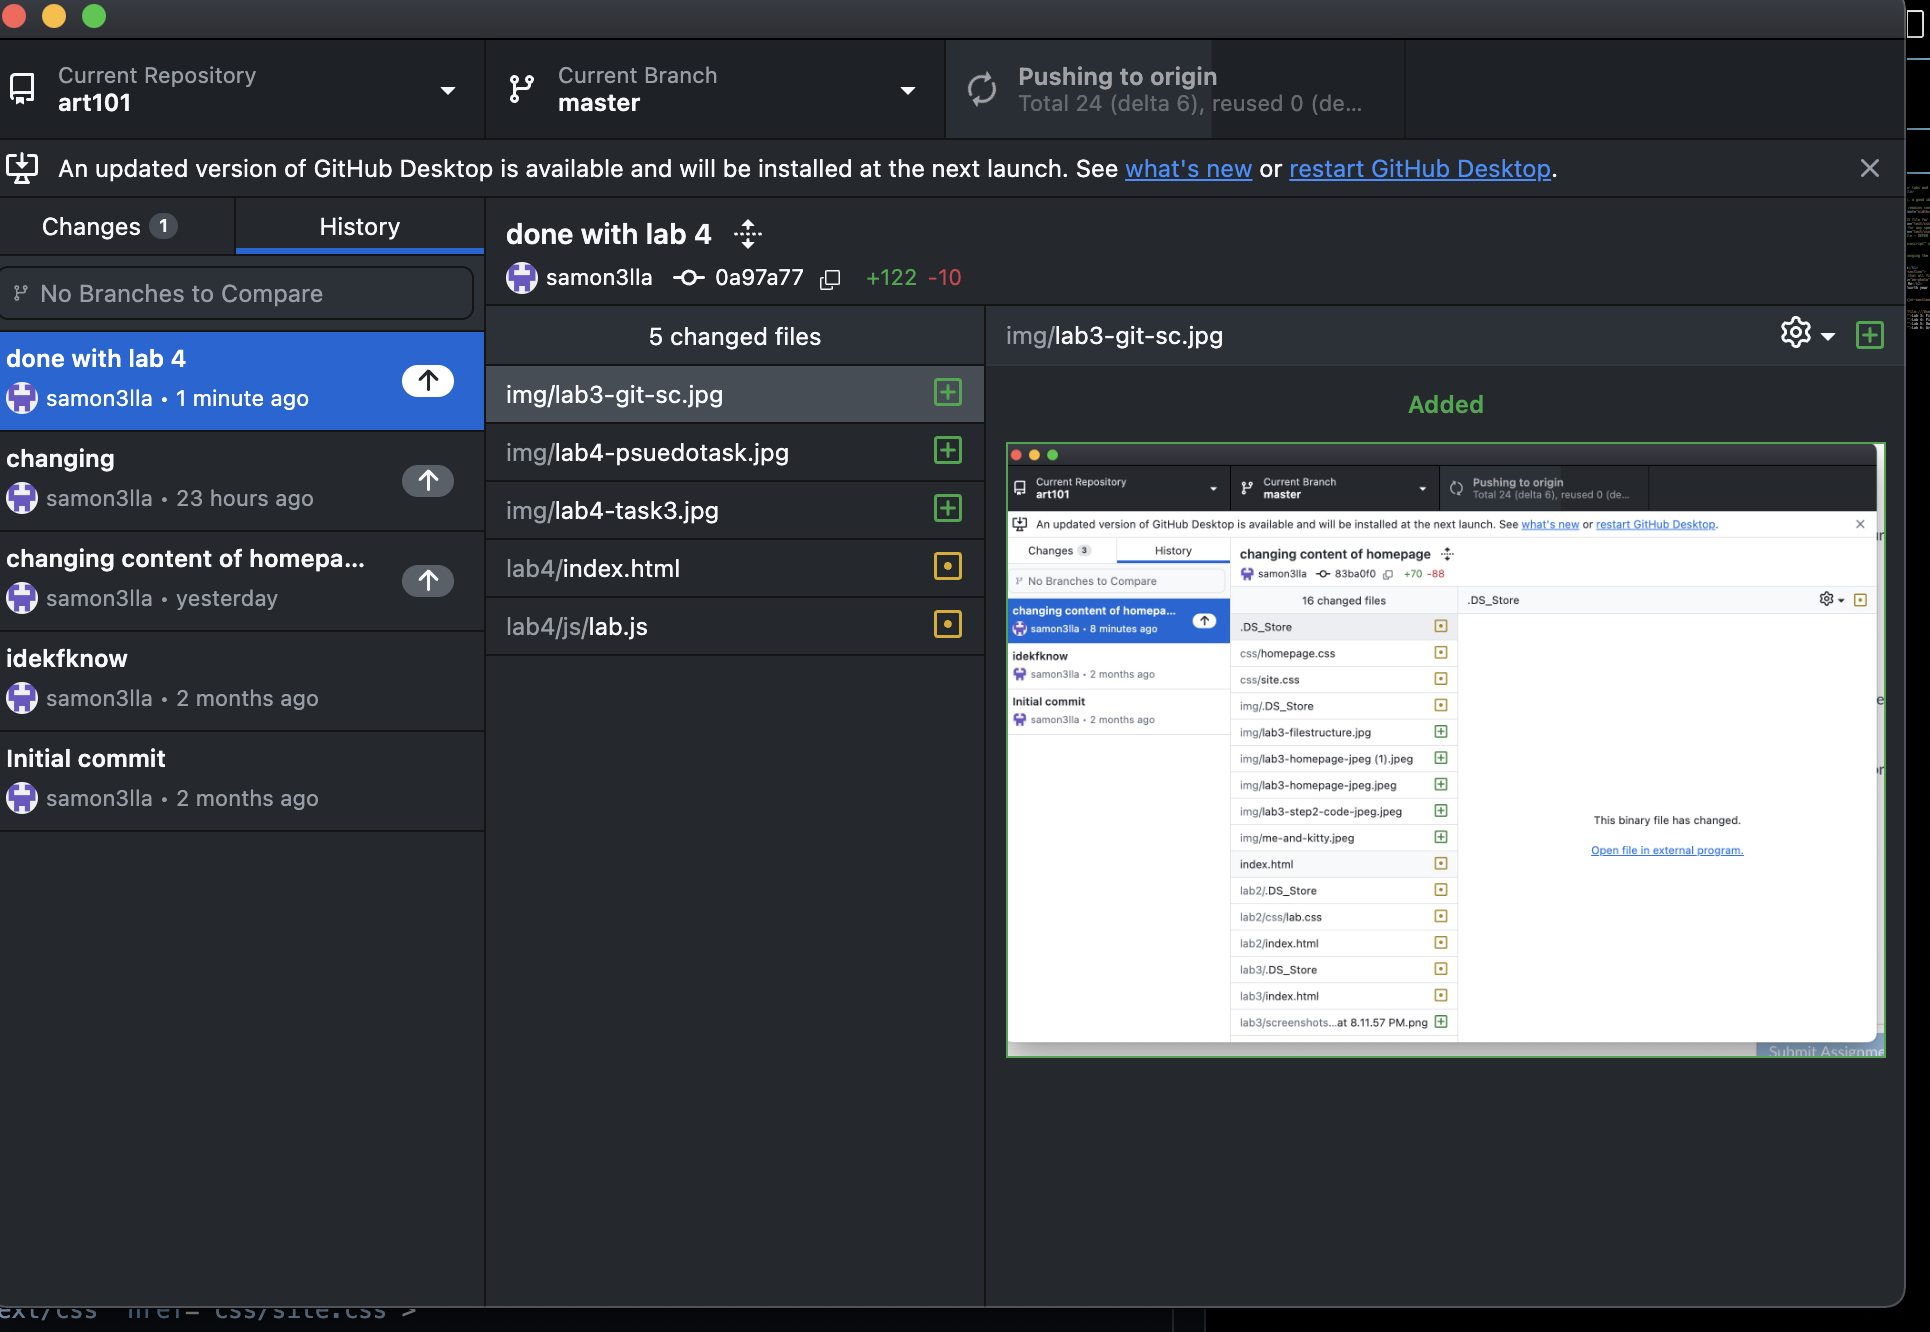 Current Repository
art101
Current Branch
master
Pushing to origin
Total 24 (delta 6), reused 0 (de...
An updated version of GitHub Desktop is available and will be installed at the next launch. See what's new or restart GitHub Desktop.
Changes 1
History
No Branches to Compare
done with lab 4
samon3lla • 1 minute ago
changing
samon3lla • 23 hours ago
changing content of homepa...
samon3lla • yesterday
idekfknow
samon3lla • 2 months ago
Initial commit
samon3lla • 2 months ago
done with lab 4
samon3lla 0a97a77 +122 -10
5 changed files
img/lab3-git-sc.jpg
img/lab4-psuedotask.jpg
img/lab4-task3.jpg
lab4/index.html
lab4/js/lab.js
img/lab3-git-sc.jpg
Added
Current Repository
art101
Current Branch
master
Pushing to origin
Total 24 (delta 6), reused 0 (de...
An updated version of GitHub Desktop is available and will be installed at the next launch. See what's new or restart GitHub Desktop.
Changes 3
History
No Branches to Compare
changing content of homepa...
samon3lla • 8 minutes ago
idekfknow
samon3lla • 2 months ago
Initial commit
samon3lla • 2 months ago
changing content of homepage
samon3lla 83ba0f0 +70 -88
16 changed files
.DS_Store
css/homepage.css
css/site.css
img/.DS_Store
img/lab3-filestructure.jpg
img/lab3-homepage-jpeg (1).jpeg
img/lab3-homepage-jpeg.jpeg
img/lab3-step2-code-jpeg.jpeg
img/me-and-kitty.jpeg
index.html
lab2/.DS_Store
lab2/css/lab.css
lab2/index.html
lab3/.DS_Store
lab3/index.html
lab3/screenshots...at 8.11.57 PM.png
.DS_Store
This binary file has changed.
Open file in external program.
Submit Assignme
ext/css" href="css/site.css">